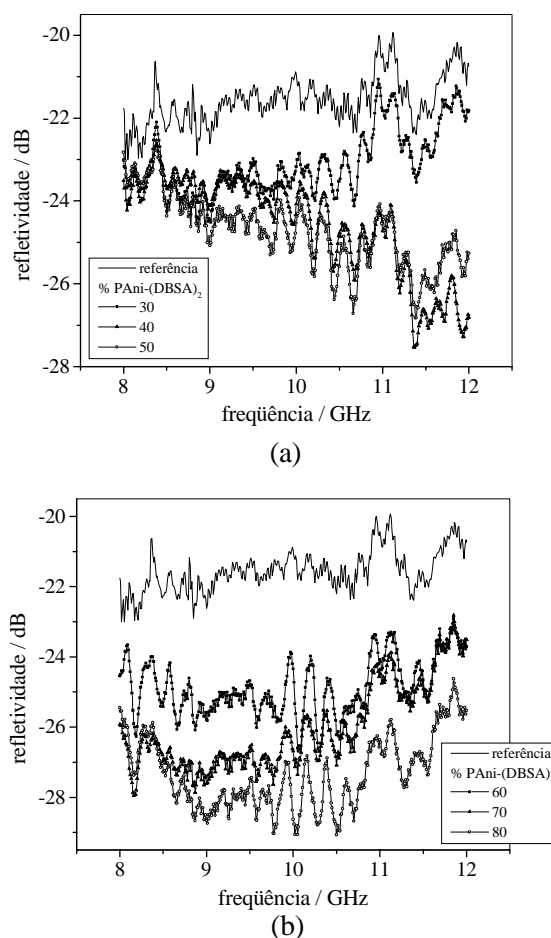 -20
-22
-24
-26
-28
refletividade / dB
referência
% PAni-(DBSA)2
30
40
50
8 9 10 11 12
freqüência / GHz
(a)
-20
-22
-24
-26
-28
refletividade / dB
referência
% PAni-(DBSA)
60
70
80
8 9 10 11 12
freqüência / GHz
(b)